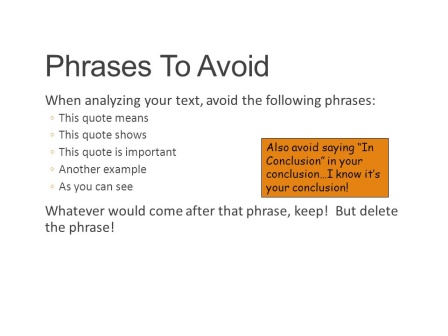 Phrases To Avoid
When analyzing your text, avoid the following phrases:
◦ This quote means
◦ This quote shows
◦ This quote is important
◦ Another example
◦ As you can see
Also avoid saying “In
Conclusion” in your
conclusion…I know it’s
your conclusion!
Whatever would come after that phrase, keep!  But delete
the phrase!